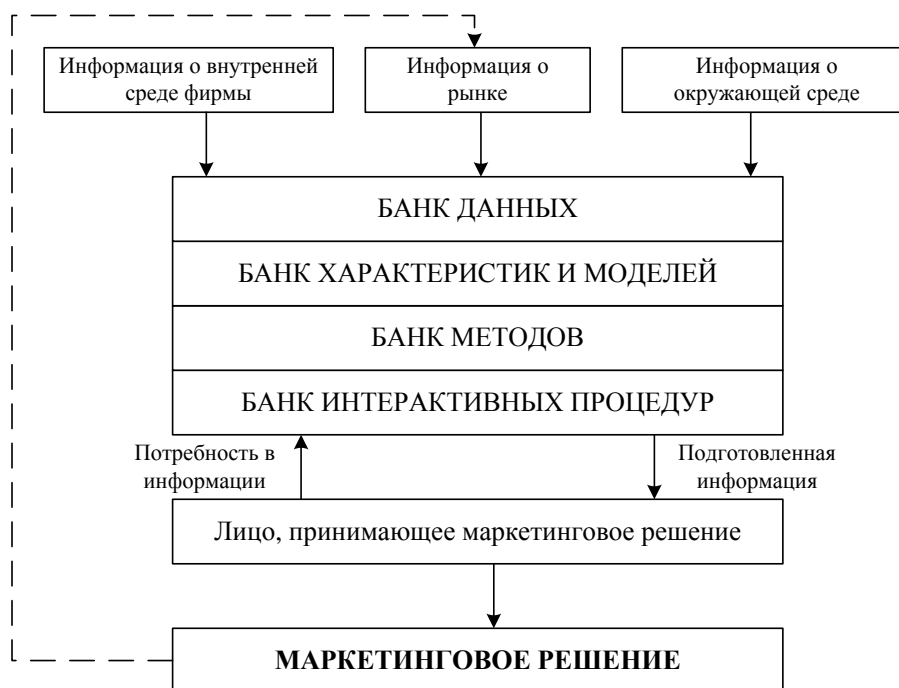 Информация о внутренней
среде фирмы
Информация о
рынке
Информация о
окружающей среде
БАНК ДАННЫХ
БАНК ХАРАКТЕРИСТИК И МОДЕЛЕЙ
БАНК МЕТОДОВ
БАНК ИНТЕРАКТИВНЫХ ПРОЦЕДУР
Потребность в
информации
Подготовленная
информация
Лицо, принимающее маркетинговое решение
МАРКЕТИНГОВОЕ РЕШЕНИЕ